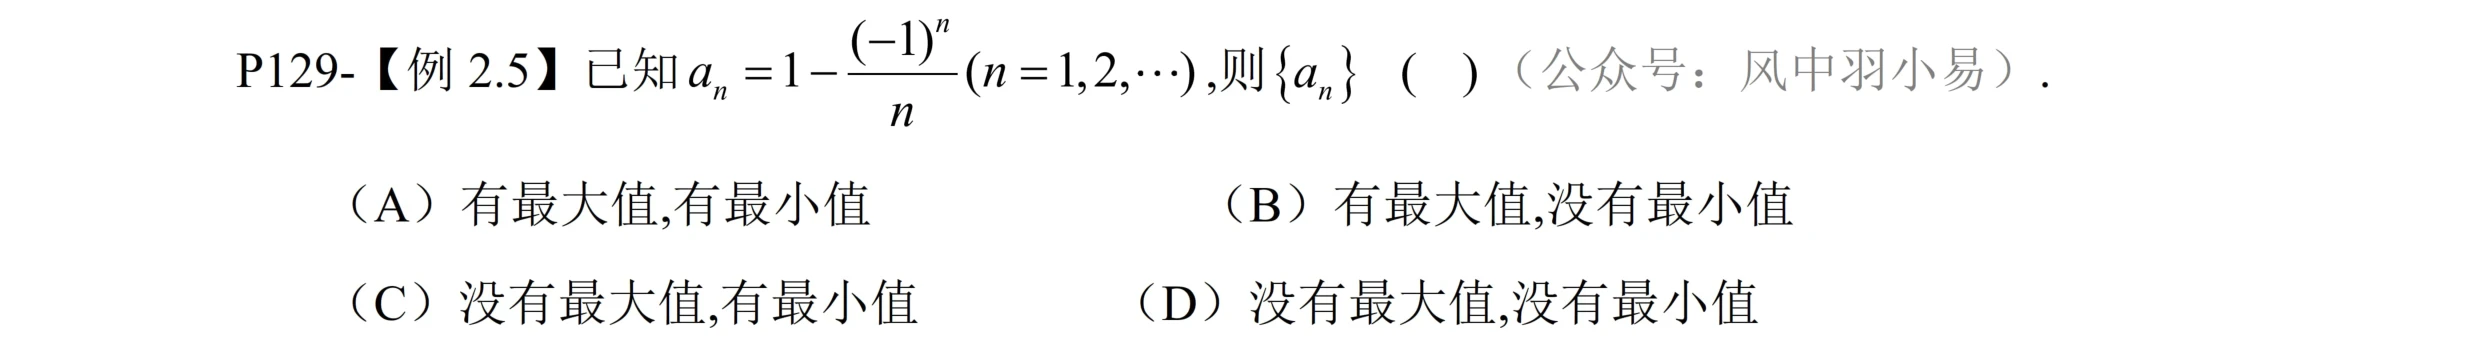 P129-【例 2.5】已知 $a_n = 1 - \frac{(-1)^n}{n} (n = 1, 2, \cdots)$ ,则 $\{a_n\}$ ( )（公众号：风中羽小易）.
（A）有最大值,有最小值 （B）有最大值,没有最小值
（C）没有最大值,有最小值 （D）没有最大值,没有最小值